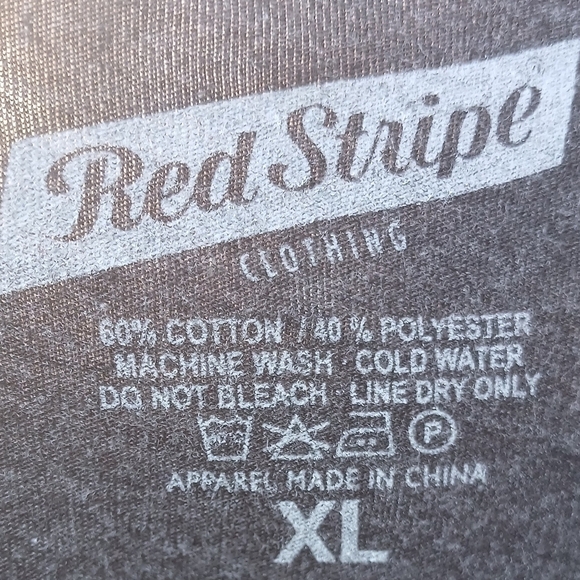 Red Stripe
CLOTHING
60% COTTON / 40 % POLYESTER
MACHINE WASH · COLD WATER
DO NOT BLEACH · LINE DRY ONLY
P
APPAREL MADE IN CHINA
XL